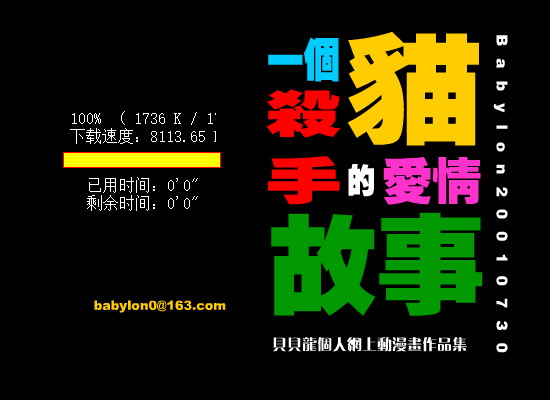 100% ( 1736 K / 1
下载速度: 8113.65
已用时间: 0'0"
剩余时间: 0'0"
babylon0@163.com
一個
殺
手
貓
的
愛情
故事
貝貝龍個人網上動漫畫作品集
Babylon20010730